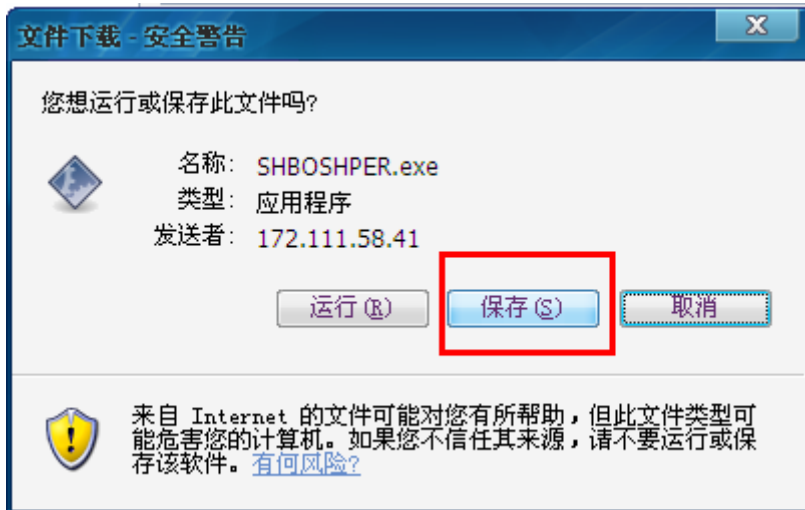 文件下载 - 安全警告
您想运行或保存此文件吗?
名称: SHBOSHPER.exe
类型: 应用程序
发送者: 172.111.58.41
运行(R) 保存(S) 取消
来自 Internet 的文件可能对您有所帮助，但此文件类型可
能危害您的计算机。如果您不信任其来源，请不要运行或保
存该软件。有何风险?